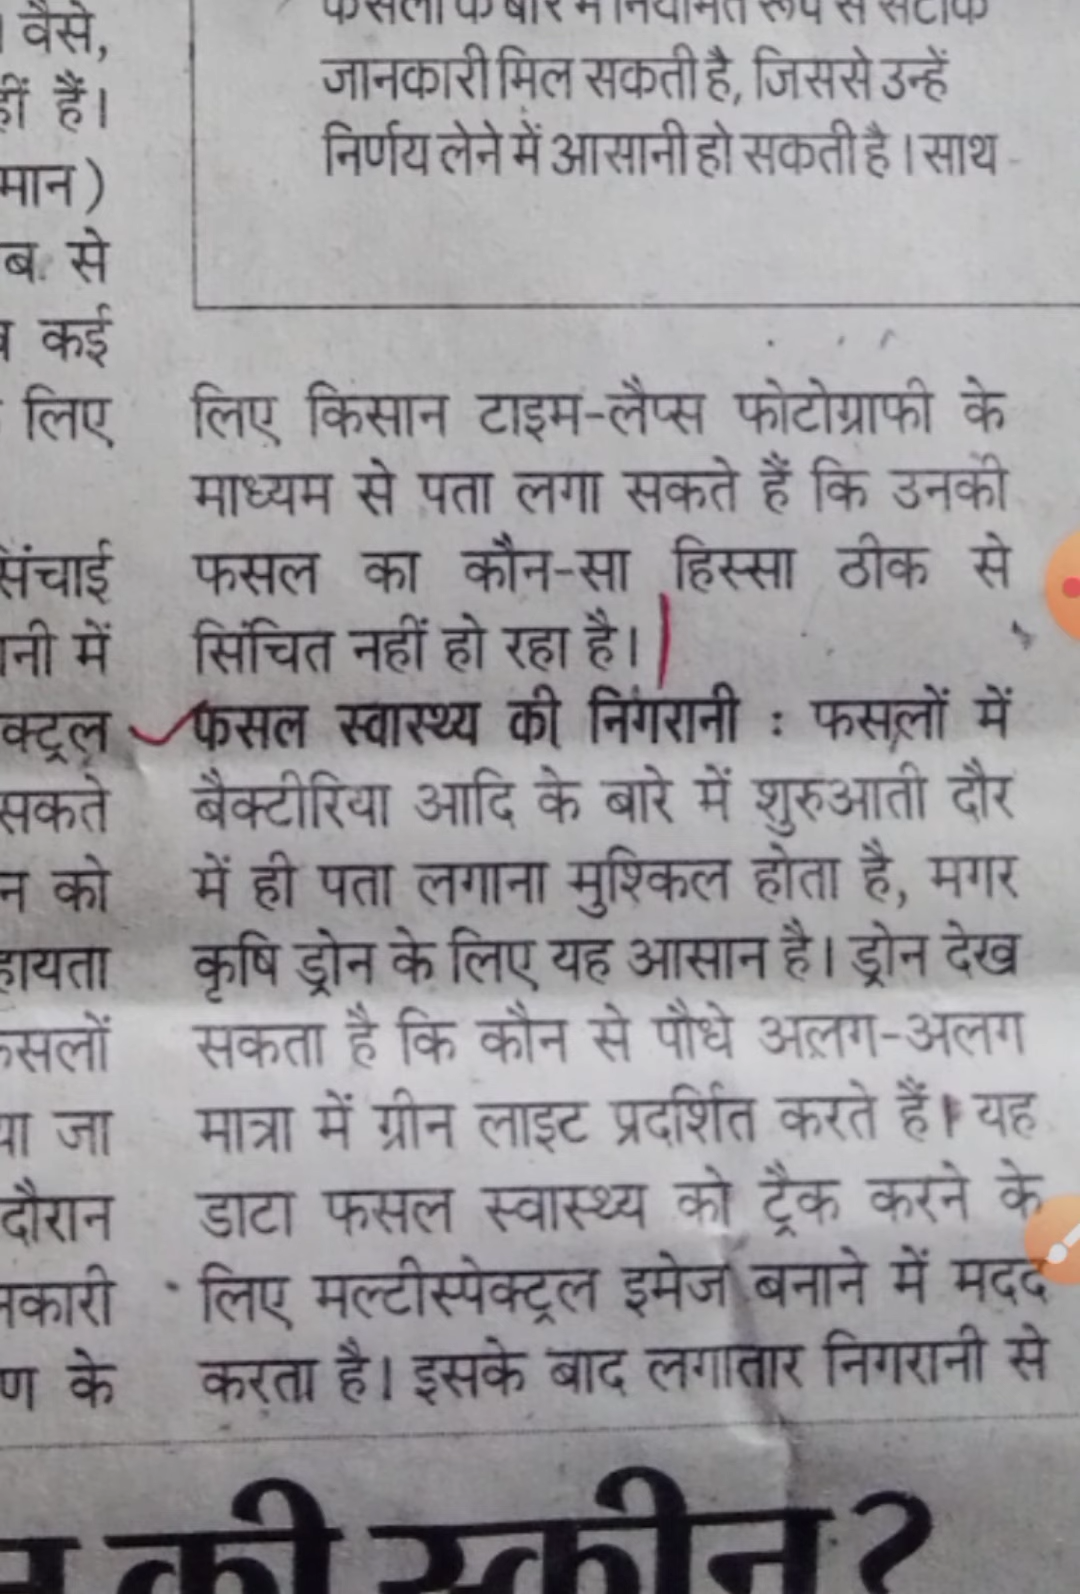 वैसे,
हैं।
मान)
ब से
कई
लिए
में
सकते
को
जा
दौरान
के
जानकारी मिल सकती है, जिससे उन्हें
निर्णय लेने में आसानी हो सकती है। साथ
लिए किसान टाइम-लैप्स फोटोग्राफी के
माध्यम से पता लगा सकते हैं कि उनकी
फसल का कौन-सा हिस्सा ठीक से
सिंचित नहीं हो रहा है।
फसल स्वास्थ्य की निगरानी : फसलों में
बैक्टीरिया आदि के बारे में शुरुआती दौर
में ही पता लगाना मुश्किल होता है, मगर
कृषि ड्रोन के लिए यह आसान है। ड्रोन देख
सकता है कि कौन से पौधे अलग-अलग
मात्रा में ग्रीन लाइट प्रदर्शित करते हैं। यह
डाटा फसल स्वास्थ्य को ट्रैक करने के
लिए मल्टीस्पेक्ट्रल इमेज बनाने में मदद
करता है। इसके बाद लगातार निगरानी से
की स्क्रीन?